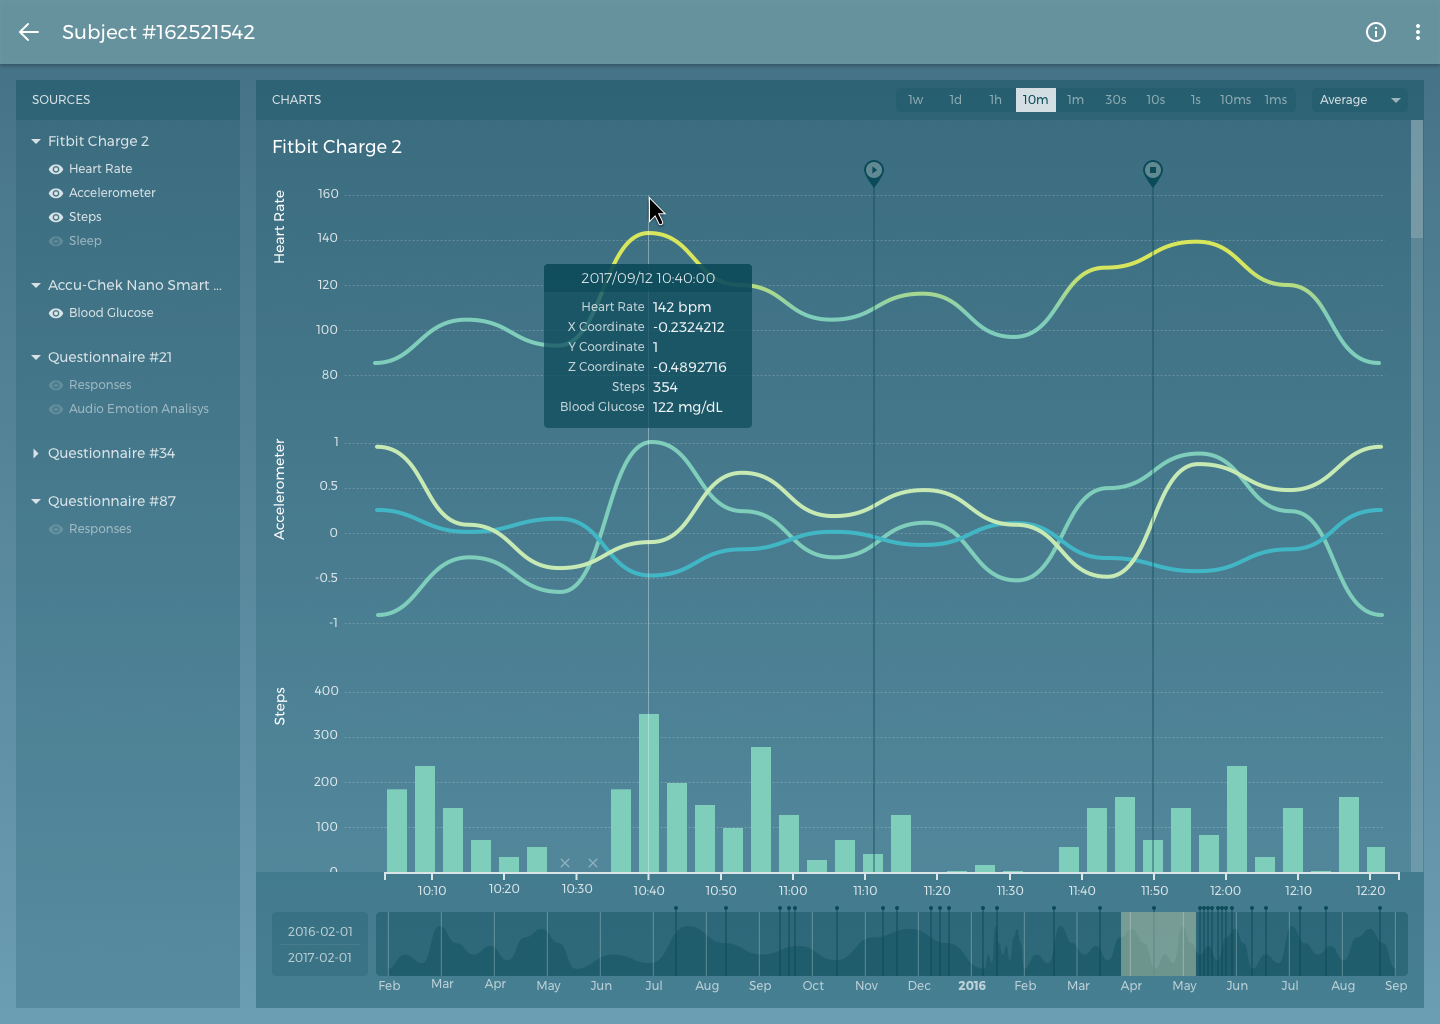 Subject #162521542
SOURCES
Fitbit Charge 2
Heart Rate
Accelerometer
Steps
Sleep
Accu-Chek Nano Smart ...
Blood Glucose
Questionnaire #21
Responses
Audio Emotion Analisys
Questionnaire #34
Questionnaire #87
Responses
CHARTS
1w 1d 1h 10m 1m 30s 10s 1s 10ms 1ms Average
Fitbit Charge 2
Heart Rate
160
140
120
100
80
2017/09/12 10:40:00
Heart Rate 142 bpm
X Coordinate -0.2324212
Y Coordinate 1
Z Coordinate -0.4892716
Steps 354
Blood Glucose 122 mg/dL
Accelerometer
1
0.5
0
-0.5
-1
Steps
400
300
200
100
0
10:10 10:20 10:30 10:40 10:50 11:00 11:10 11:20 11:30 11:40 11:50 12:00 12:10 12:20
2016-02-01
2017-02-01
Feb Mar Apr May Jun Jul Aug Sep Oct Nov Dec 2016 Feb Mar Apr May Jun Jul Aug Sep